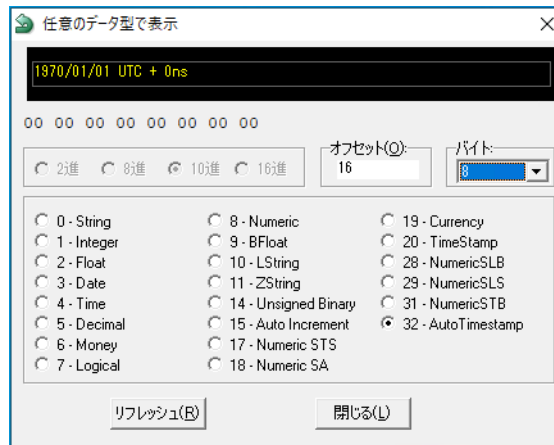 任意のデータ型で表示
1970/01/01 UTC + 0ns
00 00 00 00 00 00 00 00
2進 8進 10進 16進
オフセット(O):
16
バイト:
8
0 - String
1 - Integer
2 - Float
3 - Date
4 - Time
5 - Decimal
6 - Money
7 - Logical
8 - Numeric
9 - BFloat
10 - LString
11 - ZString
14 - Unsigned Binary
15 - Auto Increment
17 - Numeric STS
18 - Numeric SA
19 - Currency
20 - TimeStamp
28 - NumericSLB
29 - NumericSLS
31 - NumericSTB
32 - AutoTimestamp
リフレッシュ(R)
閉じる(L)